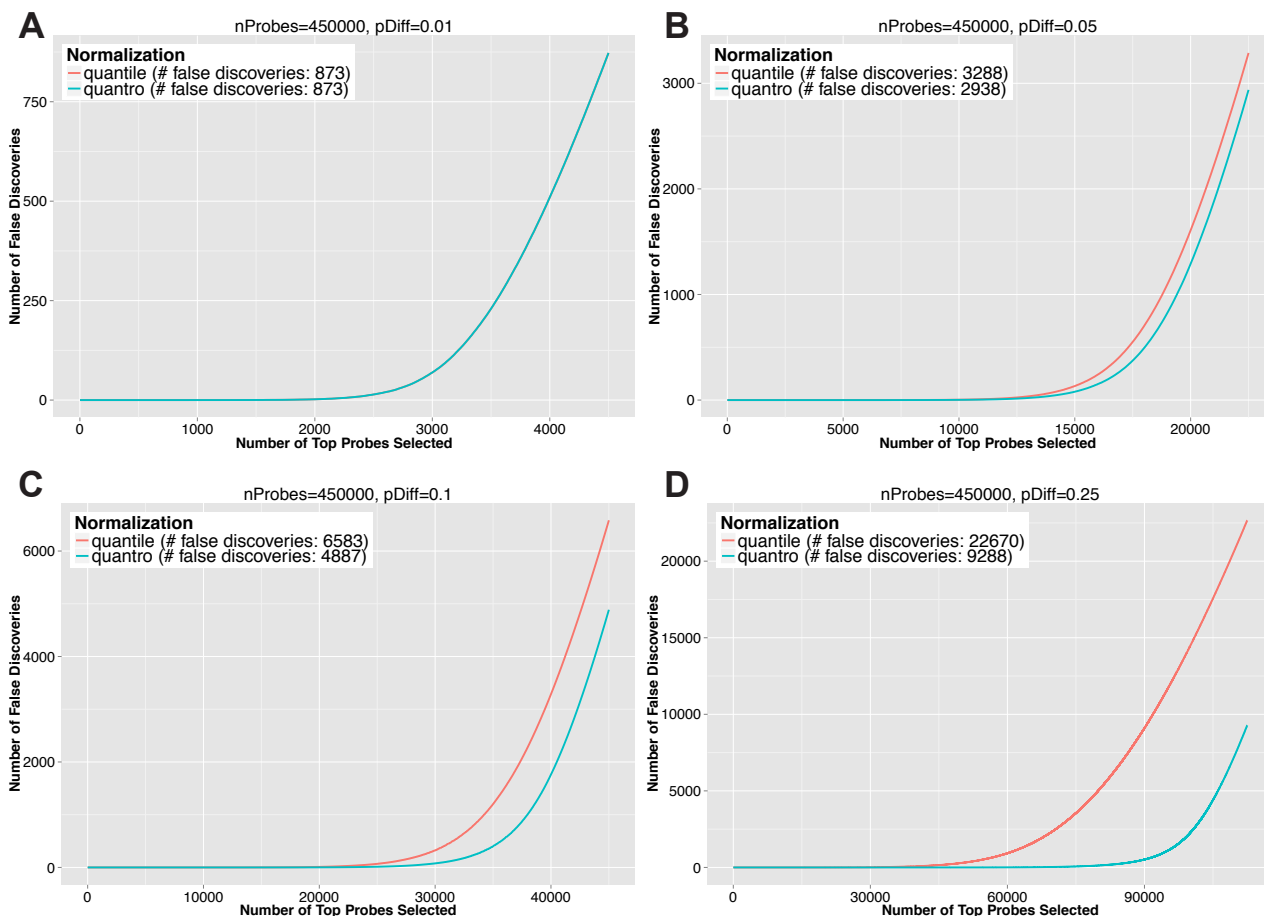 A
nProbes=450000, pDiff=0.01
Normalization
quantile (# false discoveries: 873)
quantro (# false discoveries: 873)
Number of False Discoveries
750
500
250
0
0 1000 2000 3000 4000
Number of Top Probes Selected
B
nProbes=450000, pDiff=0.05
Normalization
quantile (# false discoveries: 3288)
quantro (# false discoveries: 2938)
Number of False Discoveries
3000
2000
1000
0
0 5000 10000 15000 20000
Number of Top Probes Selected
C
nProbes=450000, pDiff=0.1
Normalization
quantile (# false discoveries: 6583)
quantro (# false discoveries: 4887)
Number of False Discoveries
6000
4000
2000
0
0 10000 20000 30000 40000
Number of Top Probes Selected
D
nProbes=450000, pDiff=0.25
Normalization
quantile (# false discoveries: 22670)
quantro (# false discoveries: 9288)
Number of False Discoveries
20000
15000
10000
5000
0
0 30000 60000 90000
Number of Top Probes Selected